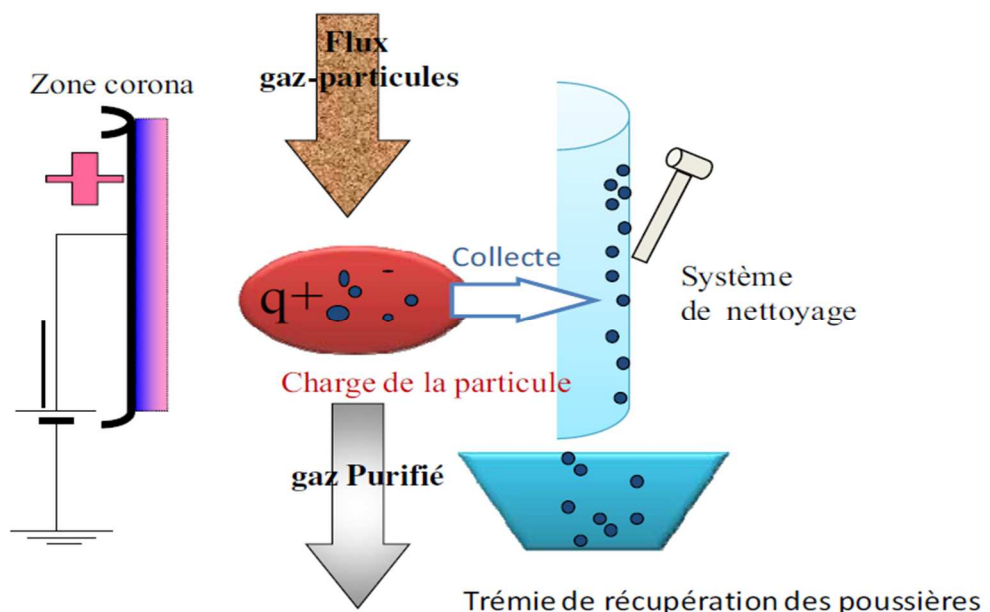 Flux
gaz-particules
Zone corona
Collecte
q+
Système
de nettoyage
Charge de la particule
gaz Purifié
Trémie de récupération des poussières